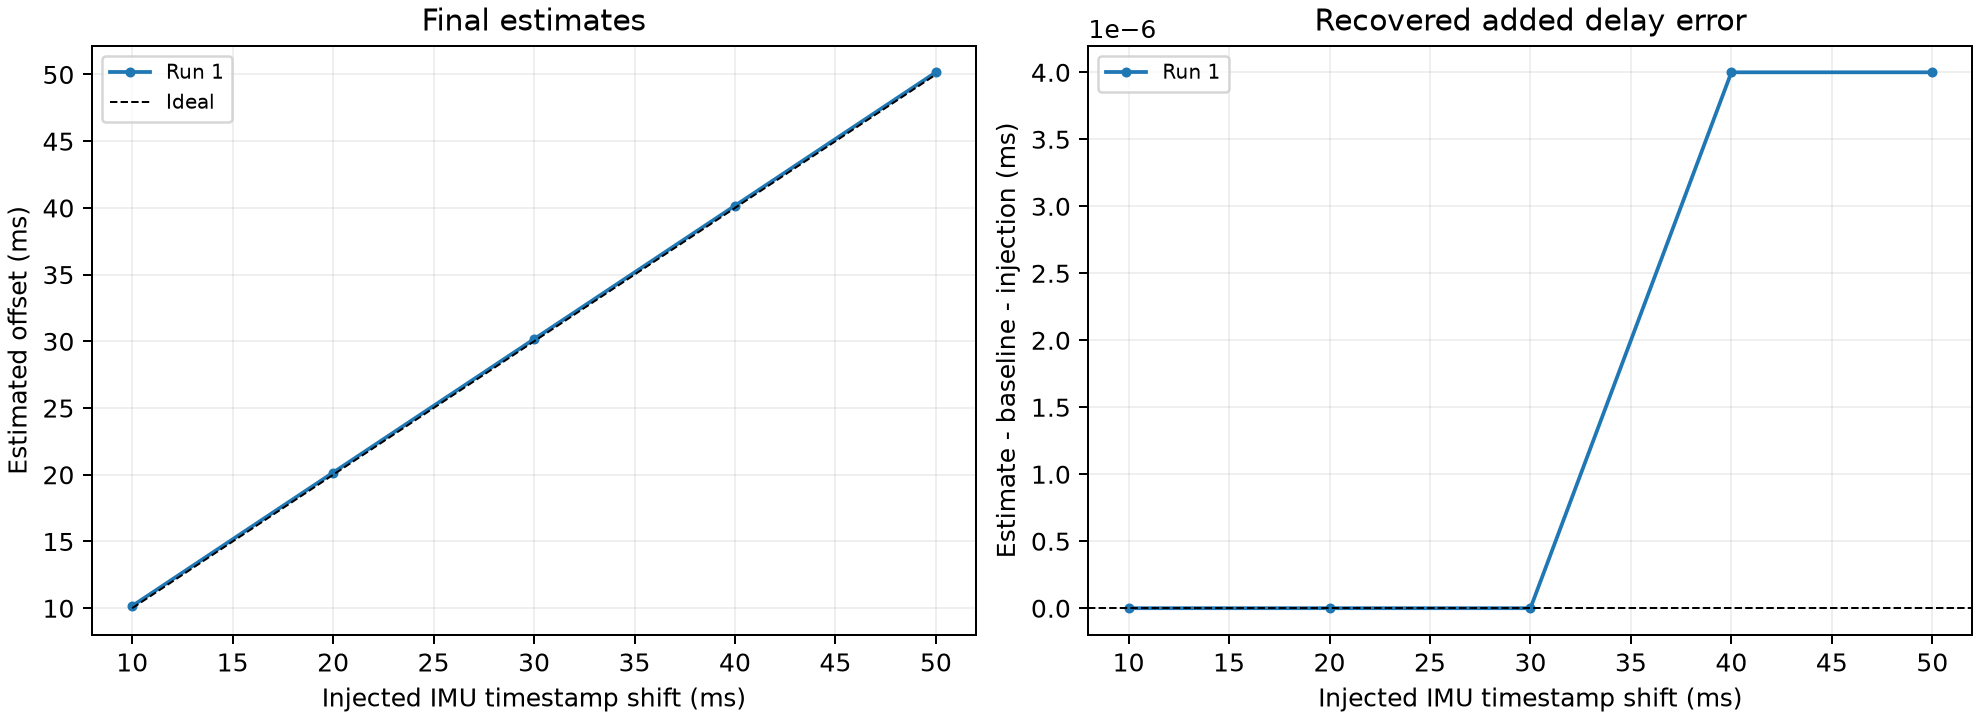 Final estimates
Run 1
Ideal
50
45
40
35
30
25
20
15
10
Estimated offset (ms)
10 15 20 25 30 35 40 45 50
Injected IMU timestamp shift (ms)
Recovered added delay error
1e−6
Run 1
4.0
3.5
3.0
2.5
2.0
1.5
1.0
0.5
0.0
Estimate - baseline - injection (ms)
10 15 20 25 30 35 40 45 50
Injected IMU timestamp shift (ms)